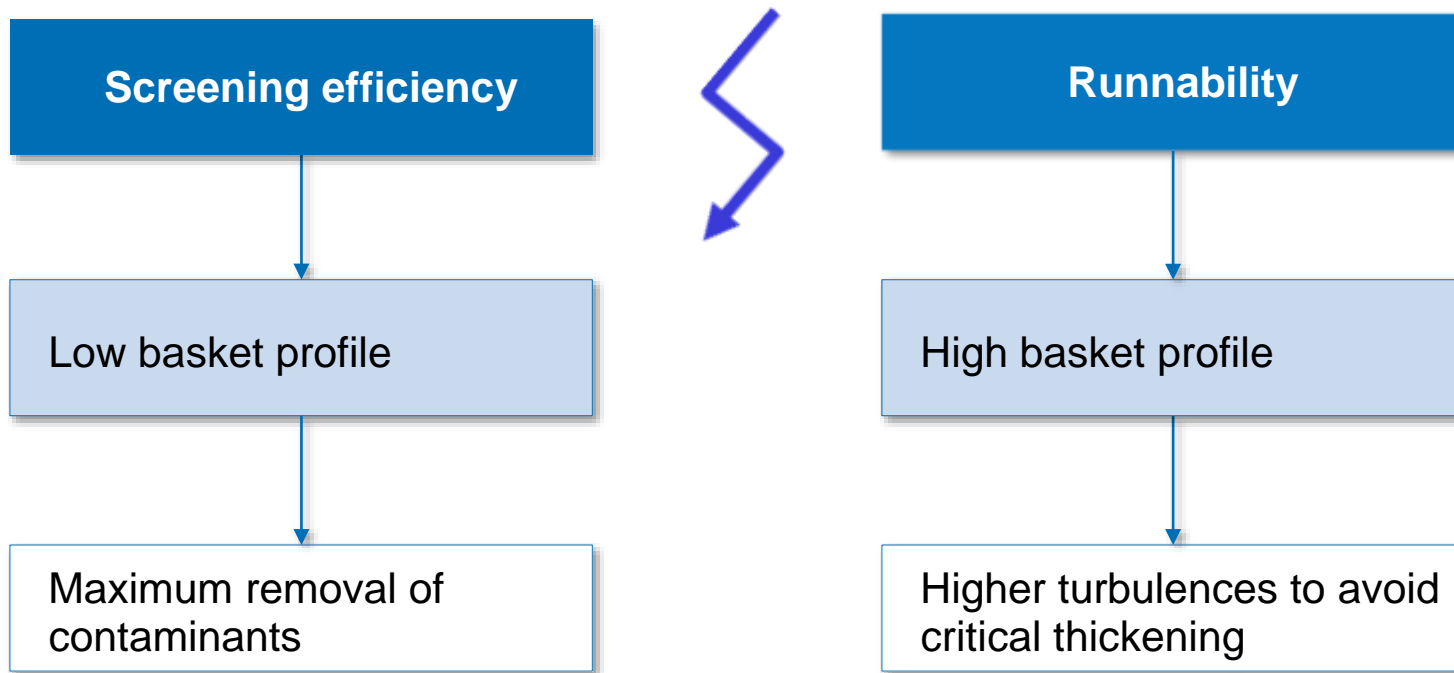 Screening efficiency
Low basket profile
Maximum removal of
contaminants
Runnability
High basket profile
Higher turbulences to avoid
critical thickening